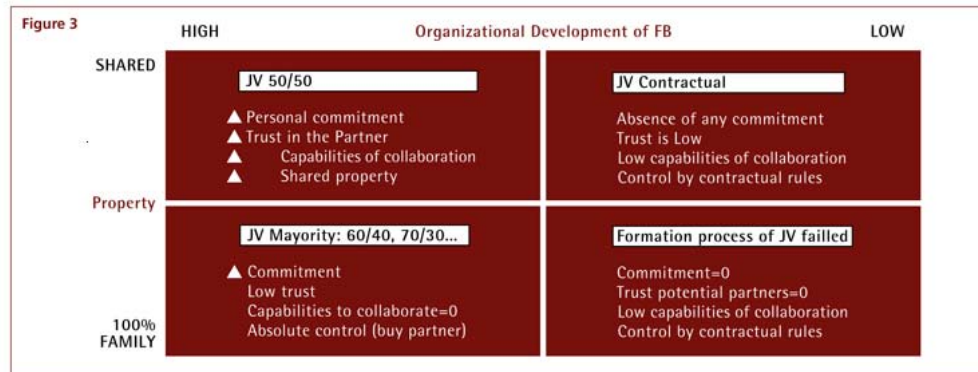 Figure 3
HIGH Organizational Development of FB LOW
SHARED
JV 50/50
▲ Personal commitment
▲ Trust in the Partner
▲ Capabilities of collaboration
▲ Shared property
JV Contractual
Absence of any commitment
Trust is Low
Low capabilities of collaboration
Control by contractual rules
Property
JV Mayority: 60/40, 70/30...
▲ Commitment
Low trust
Capabilities to collaborate=0
Absolute control (buy partner)
Formation process of JV failled
Commitment=0
Trust potential partners=0
Low capabilities of collaboration
Control by contractual rules
100%
FAMILY